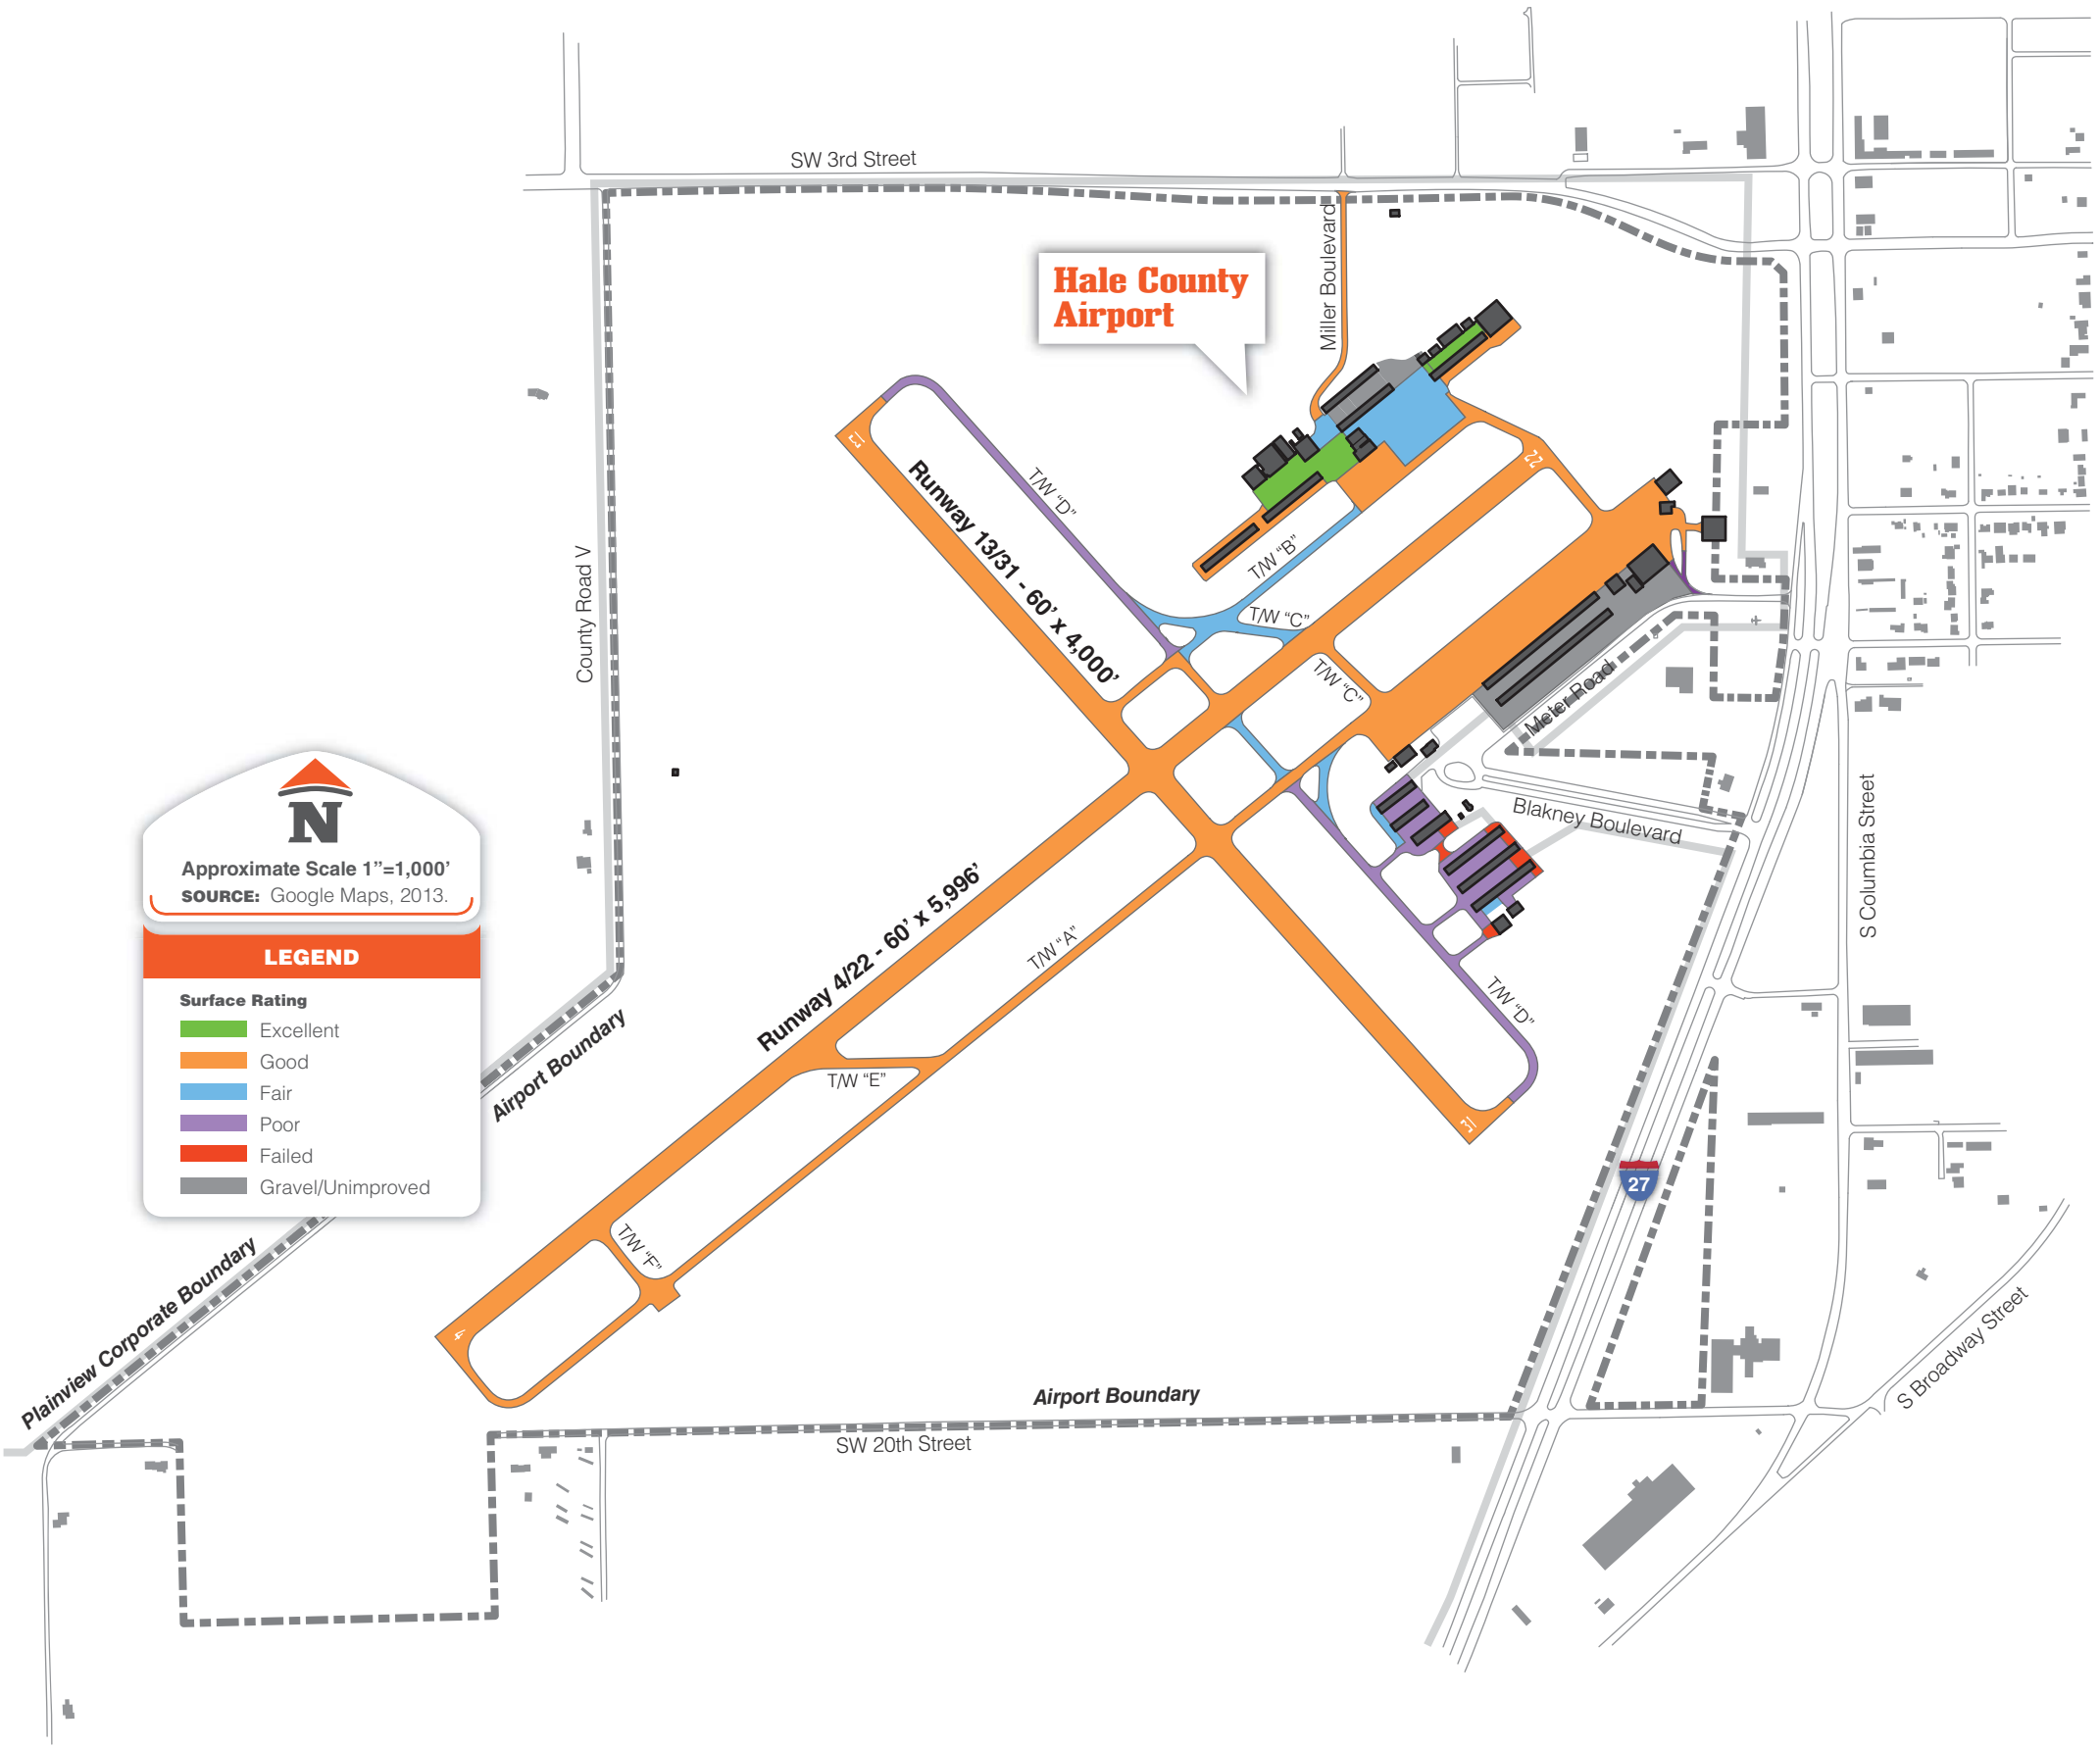 SW 3rd Street
Miller Boulevard
Hale County
Airport
22
13
T/W “D”
Runway 13/31 - 60’ x 4,000’
T/W “B”
T/W “C”
T/W “C”
County Road V
Meter Road
Blakney Boulevard
S Columbia Street
N
Approximate Scale 1”=1,000’
SOURCE: Google Maps, 2013.
LEGEND
Surface Rating
Excellent
Good
Fair
Poor
Failed
Gravel/Unimproved
Runway 4/22 - 60’ x 5,996’
T/W “A”
T/W “D”
Airport Boundary
T/W “E”
27
T/W “F”
4
Plainview Corporate Boundary
Airport Boundary
SW 20th Street
S Broadway Street